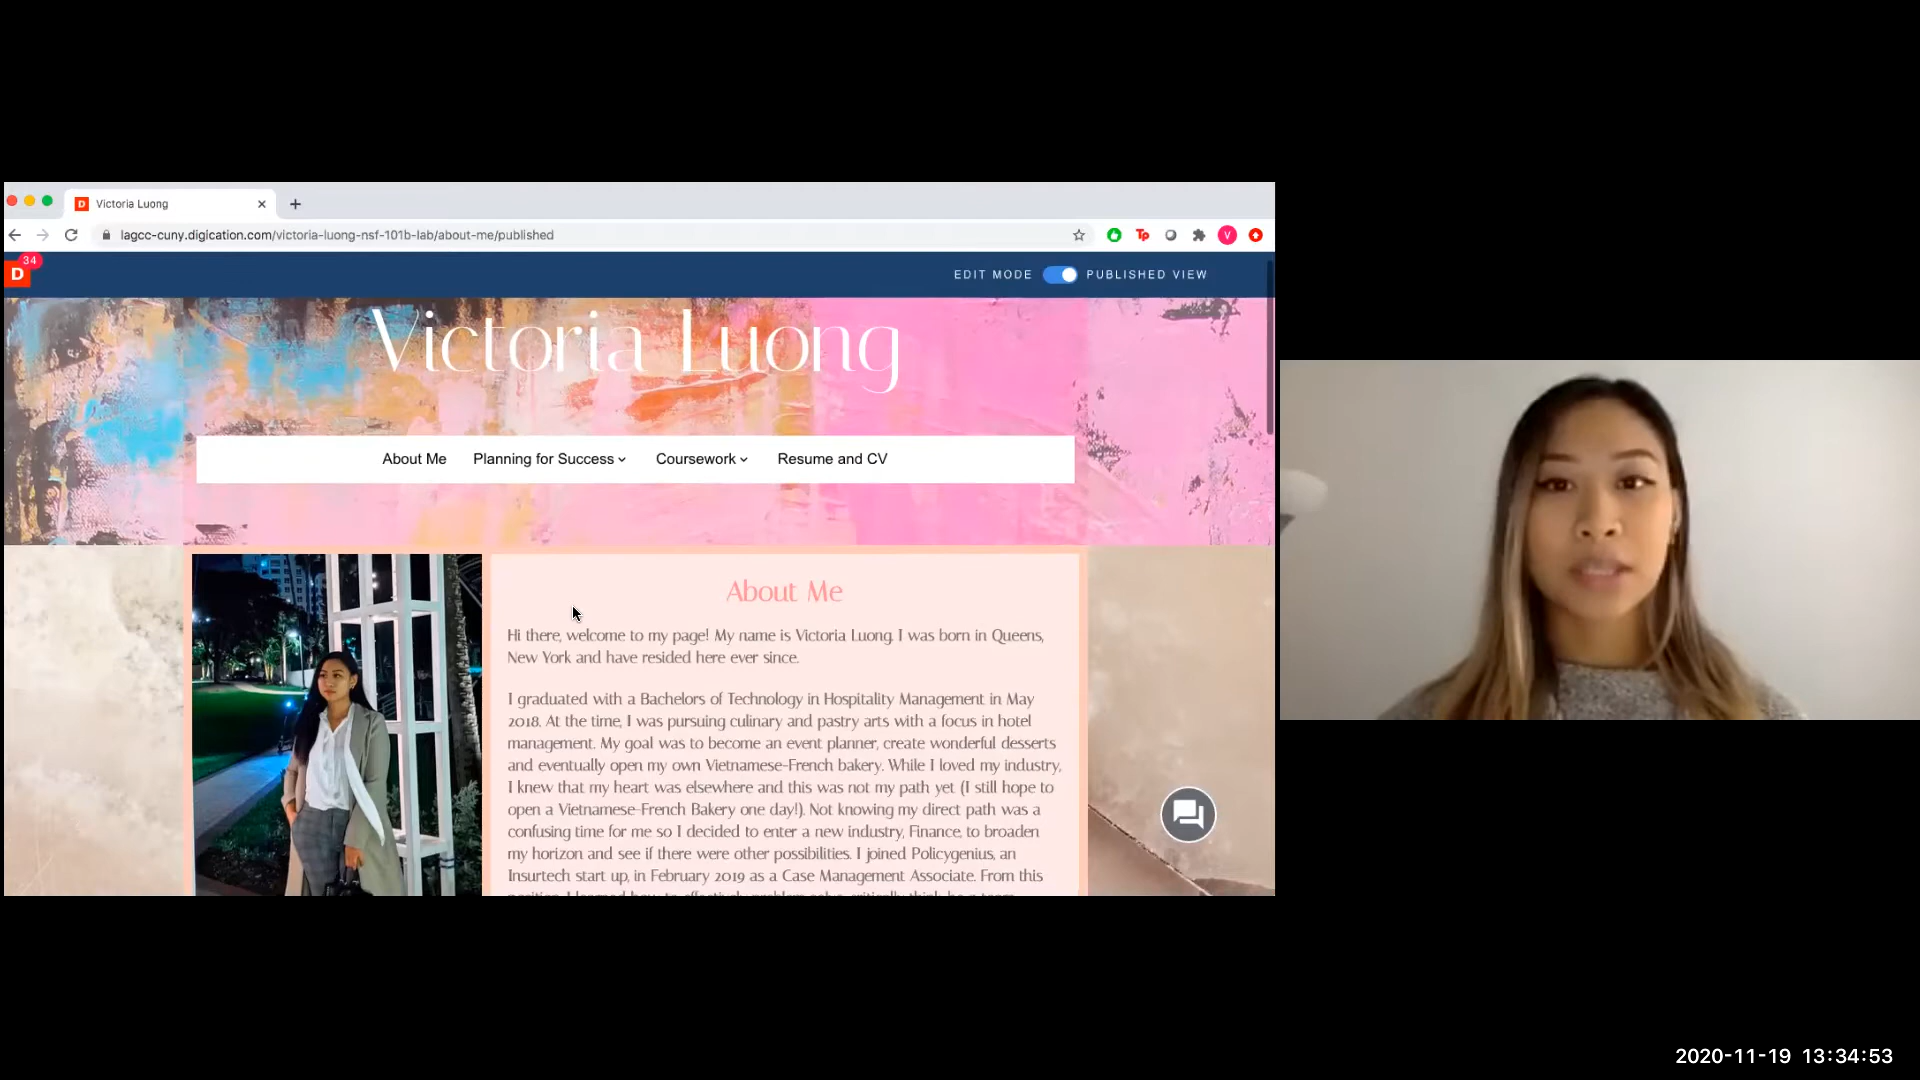 Victoria Luong
lagcc-cuny.digication.com/victoria-luong-nsf-101b-lab/about-me/published
Tp
V
D
34
EDIT MODE PUBLISHED VIEW
Victoria Luong
About Me Planning for Success Coursework Resume and CV
About Me
Hi there, welcome to my page! My name is Victoria Luong. I was born in Queens,
New York and have resided here ever since.
I graduated with a Bachelors of Technology in Hospitality Management in May
2018. At the time, I was pursuing culinary and pastry arts with a focus in hotel
management. My goal was to become an event planner, create wonderful desserts
and eventually open my own Vietnamese-French bakery. While I loved my industry,
I knew that my heart was elsewhere and this was not my path yet (I still hope to
open a Vietnamese-French Bakery one day!). Not knowing my direct path was a
confusing time for me so I decided to enter a new industry, Finance, to broaden
my horizon and see if there were other possibilities. I joined Policygenius, an
Insurtech start up, in February 2019 as a Case Management Associate. From this
2020-11-19 13:34:53